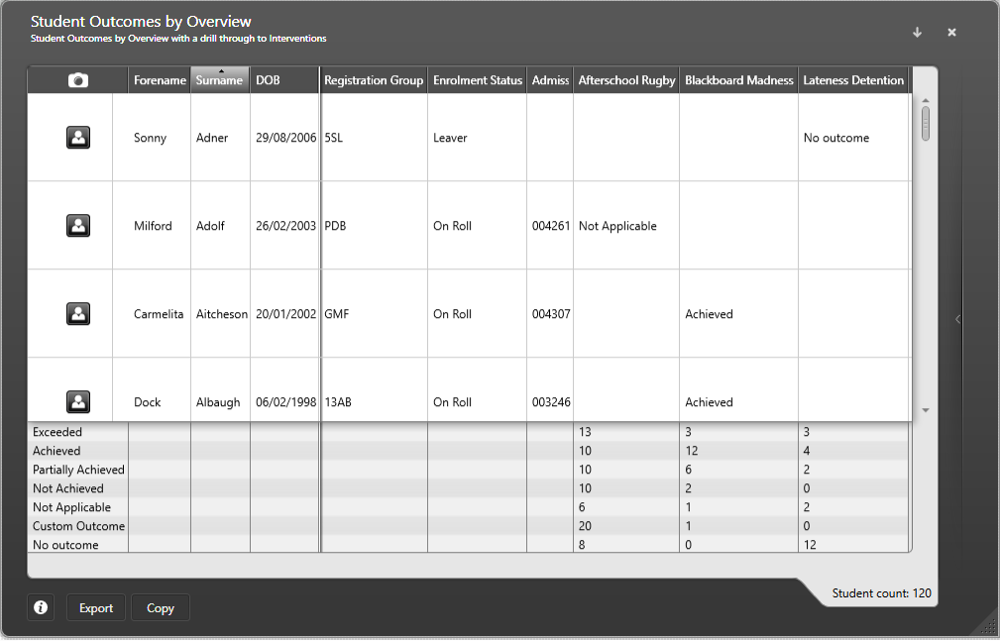 Student Outcomes by Overview
Student Outcomes by Overview with a drill through to Interventions
Forename Surname DOB Registration Group Enrolment Status Admiss Afterschool Rugby Blackboard Madness Lateness Detention
Sonny Adner 29/08/2006 5SL Leaver No outcome
Milford Adolf 26/02/2003 PDB On Roll 004261 Not Applicable
Carmelita Aitcheson 20/01/2002 GMF On Roll 004307 Achieved
Dock Albaugh 06/02/1998 13AB On Roll 003246 Achieved
Exceeded 13 3 3
Achieved 10 12 4
Partially Achieved 10 6 2
Not Achieved 10 2 0
Not Applicable 6 1 2
Custom Outcome 20 1 0
No outcome 8 0 12
Student count: 120
Export Copy